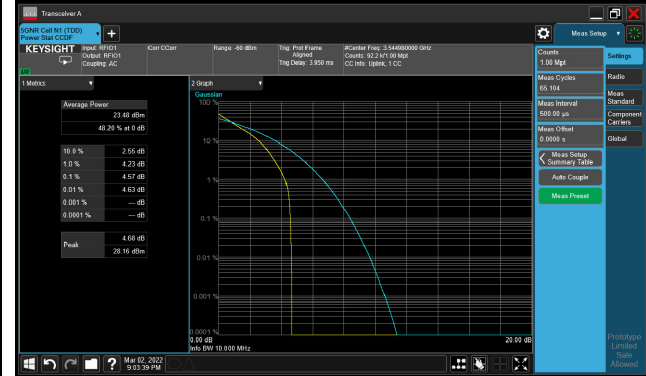 Transceiver A
5GNR Cell N1 (TDD)
Power Stat CCDF
Meas Setup
KEYSIGHT
Input: RFIO1
Output: RFIO1
Coupling: AC
Corr CCorr
Range: -60 dBm
Trig: Prot Frame
Aligned
Trig Delay: 3.950 ms
#Center Freq: 3.544980000 GHz
Counts: 92.2 k/1.00 Mpt
CC Info: Uplink, 1 CC
1 Metrics
Average Power
23.48 dBm
48.20 % at 0 dB
10.0 % 2.55 dB
1.0 % 4.23 dB
0.1 % 4.57 dB
0.01 % 4.63 dB
0.001 % --- dB
0.0001 % --- dB
Peak
4.68 dB
28.16 dBm
2 Graph
Gaussian
100 %
10 %
1 %
0.1 %
0.01 %
0.001 %
0.0001 %
0.00 dB
20.00 dB
Info BW 10.000 MHz
Counts
1.00 Mpt
Meas Cycles
65.104
Meas Interval
500.00 µs
Meas Offset
0.0000 s
Meas Setup
Summary Table
Auto Couple
Meas Preset
Settings
Radio
Meas
Standard
Component
Carriers
Global
Prototype
Limited
Sale
Allowed
Mar 02, 2022
9:03:39 PM